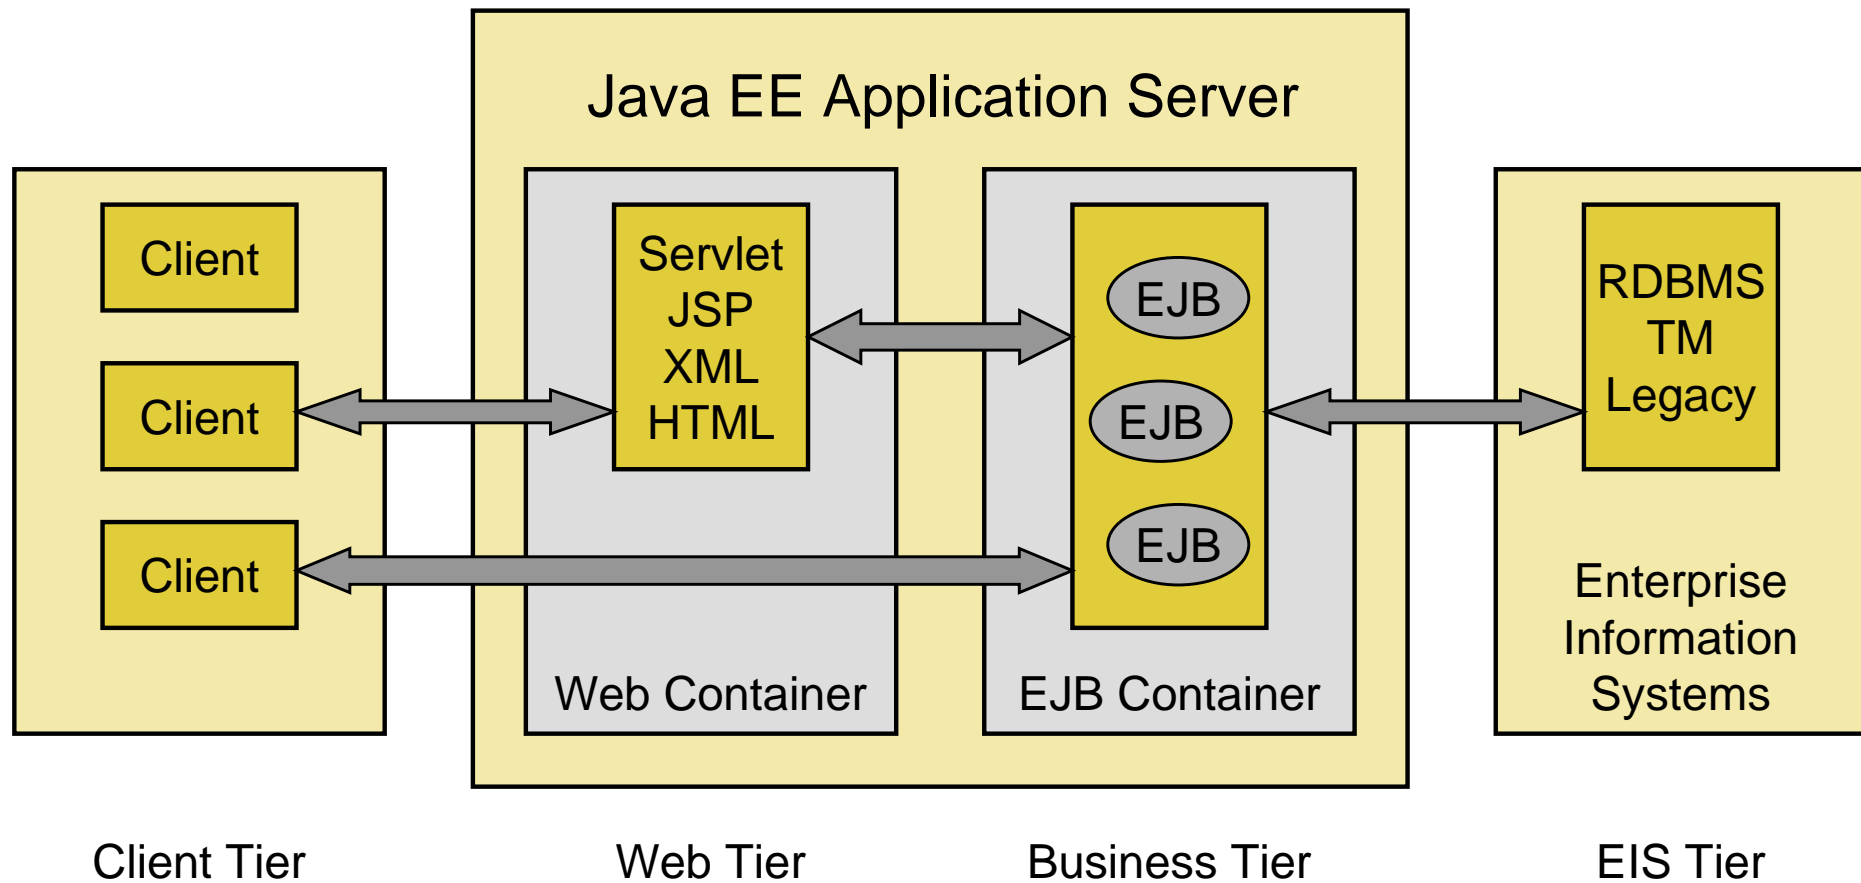 Java EE Application Server
Client
Client
Client
Servlet
JSP
XML
HTML
Web Container
EJB
EJB
EJB
EJB Container
RDBMS
TM
Legacy
Enterprise
Information
Systems
Client Tier
Web Tier
Business Tier
EIS Tier